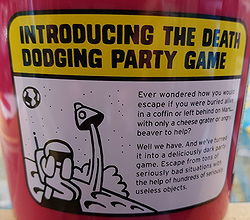 INTRODUCING THE DEATH
DODGING PARTY GAME
Ever wondered how you would
escape if you were buried alive
in a coffin or left behind on Mars...
with only a cheese grater or angry
beaver to help?
Well we have. And we've turned
it into a deliciously dark party
game. Escape from tons of
seriously bad situations with
the help of hundreds of seriously
useless objects.